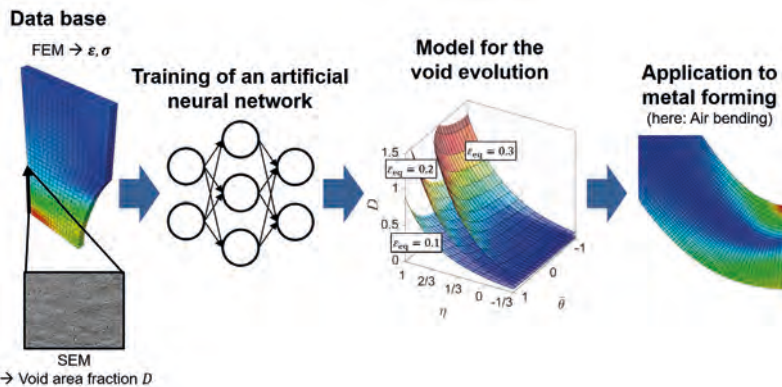 Data base
FEM → ε, σ
SEM
→ Void area fraction D
Training of an artificial
neural network
Model for the
void evolution
1.5
1
0.5
0
D
ε_eq = 0.3
ε_eq = 0.2
ε_eq = 0.1
1
2/3
1/3
0
-1/3
η
1
0
-1
θ̄
Application to
metal forming
(here: Air bending)